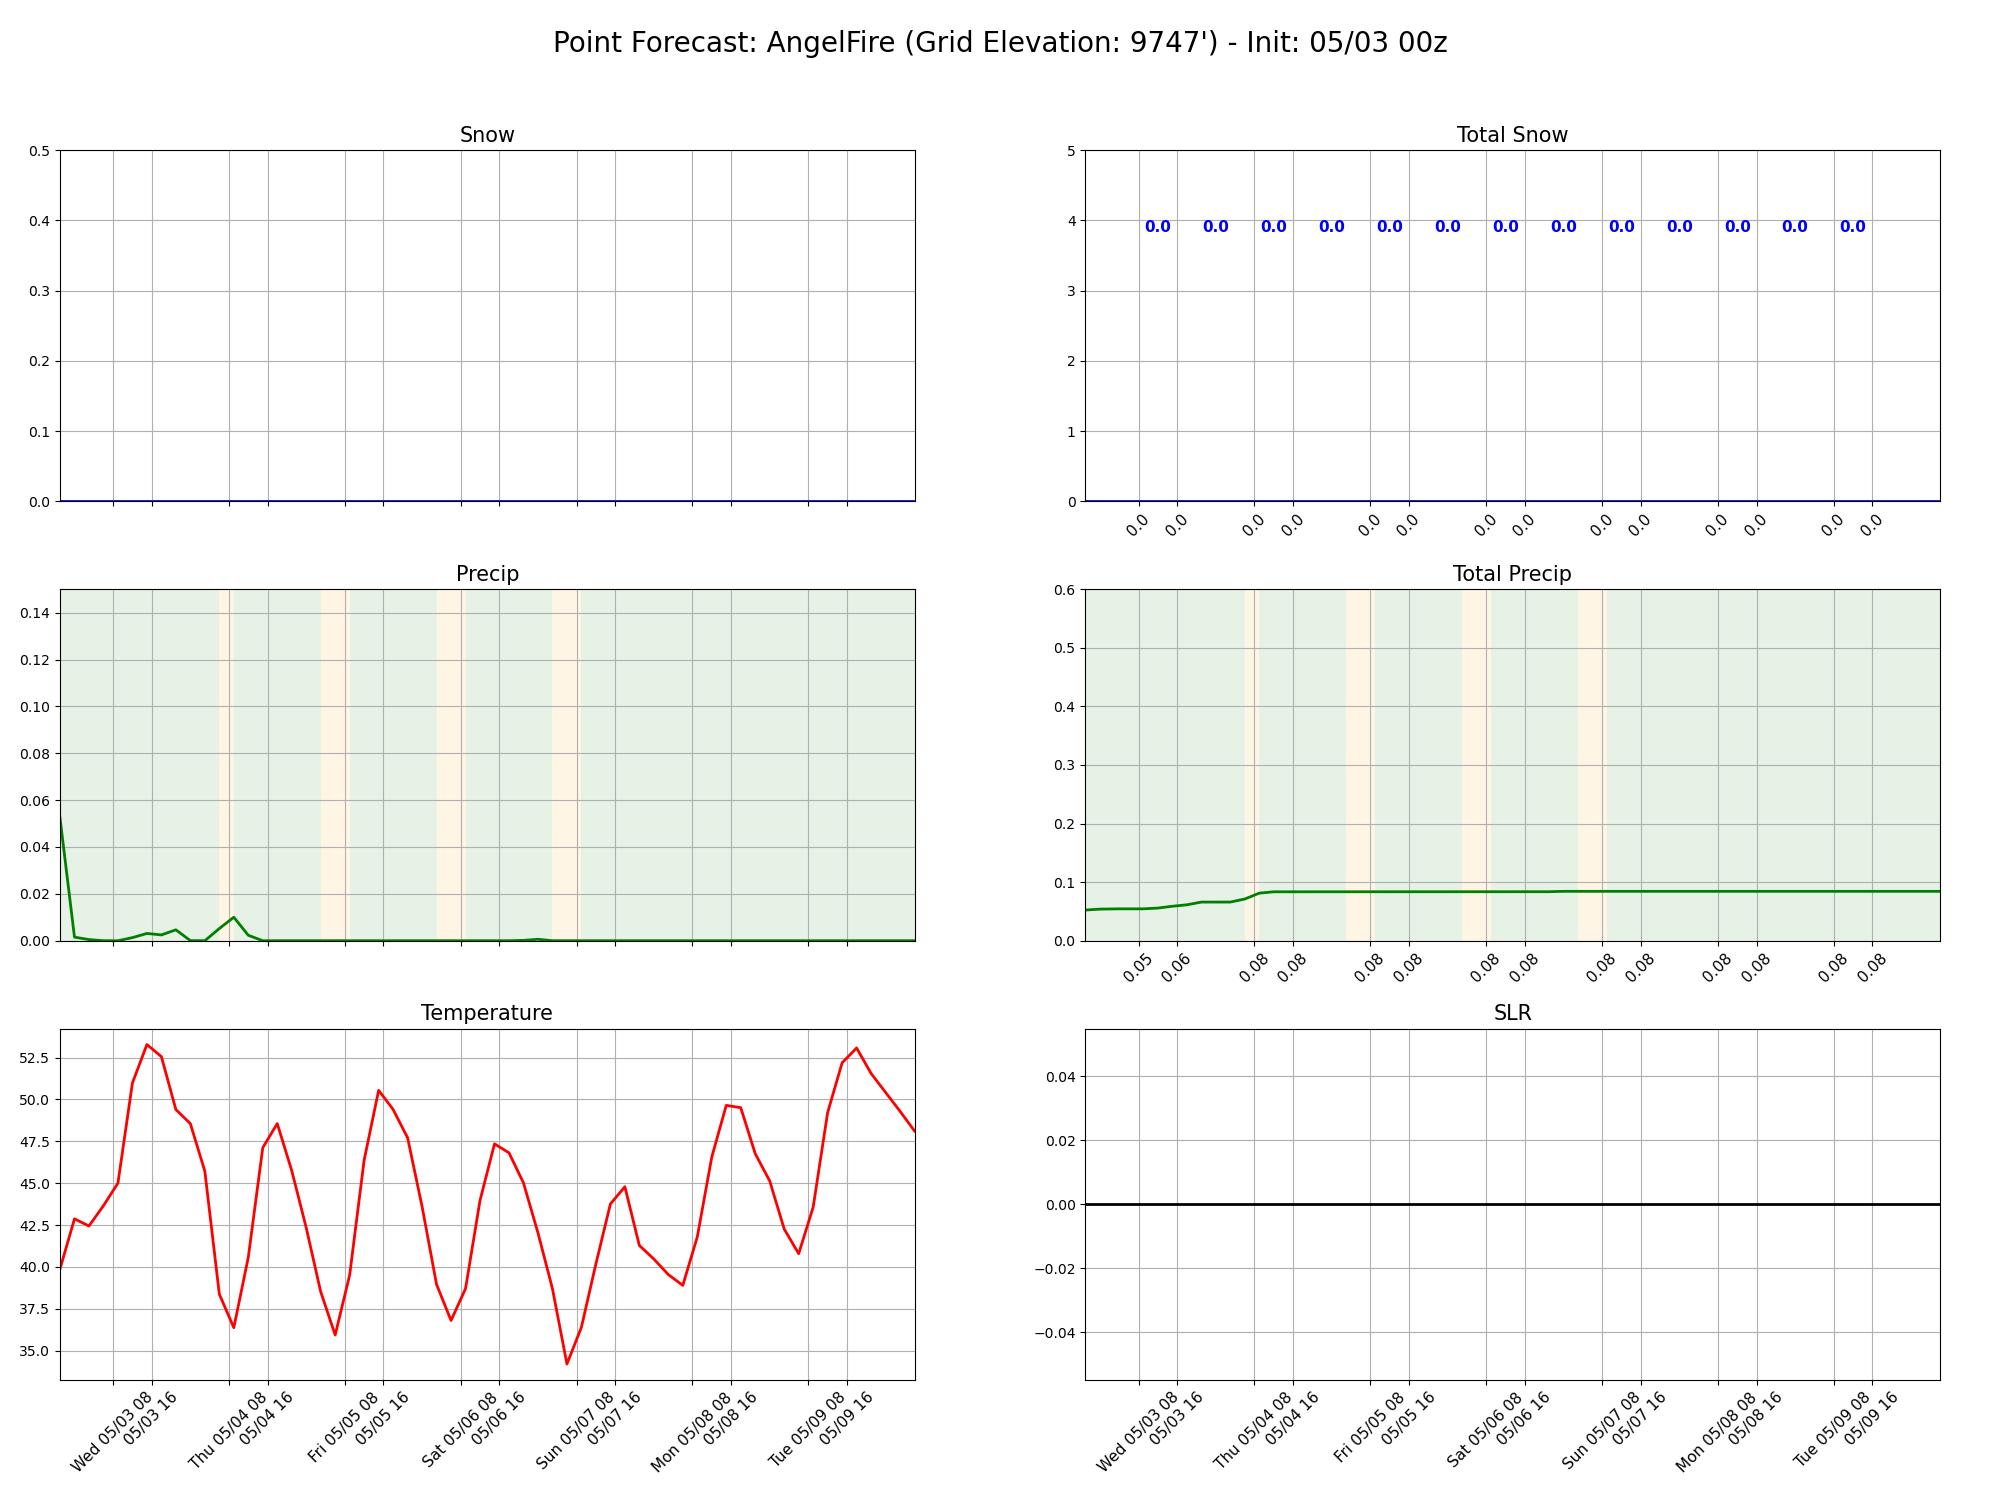 Point Forecast: AngelFire (Grid Elevation: 9747') - Init: 05/03 00z
Snow
0.5
0.4
0.3
0.2
0.1
0.0
Total Snow
5
4
3
2
1
0
0.0 0.0 0.0 0.0 0.0 0.0 0.0 0.0 0.0 0.0 0.0 0.0 0.0
0.0 0.0 0.0 0.0 0.0 0.0 0.0 0.0 0.0 0.0 0.0 0.0 0.0 0.0
Precip
0.14
0.12
0.10
0.08
0.06
0.04
0.02
0.00
Total Precip
0.6
0.5
0.4
0.3
0.2
0.1
0.0
0.05 0.06 0.08 0.08 0.08 0.08 0.08 0.08 0.08 0.08 0.08 0.08 0.08 0.08
Temperature
52.5
50.0
47.5
45.0
42.5
40.0
37.5
35.0
Wed 05/03 08
05/03 16
Thu 05/04 08
05/04 16
Fri 05/05 08
05/05 16
Sat 05/06 08
05/06 16
Sun 05/07 08
05/07 16
Mon 05/08 08
05/08 16
Tue 05/09 08
05/09 16
SLR
0.04
0.02
0.00
−0.02
−0.04
Wed 05/03 08
05/03 16
Thu 05/04 08
05/04 16
Fri 05/05 08
05/05 16
Sat 05/06 08
05/06 16
Sun 05/07 08
05/07 16
Mon 05/08 08
05/08 16
Tue 05/09 08
05/09 16